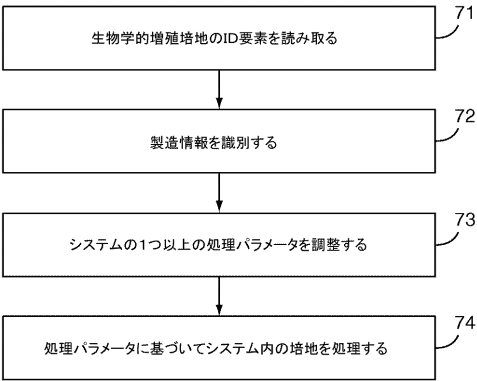 生物学的増殖培地のID要素を読み取る
71
製造情報を識別する
72
システムの1つ以上の処理パラメータを調整する
73
処理パラメータに基づいてシステム内の培地を処理する
74